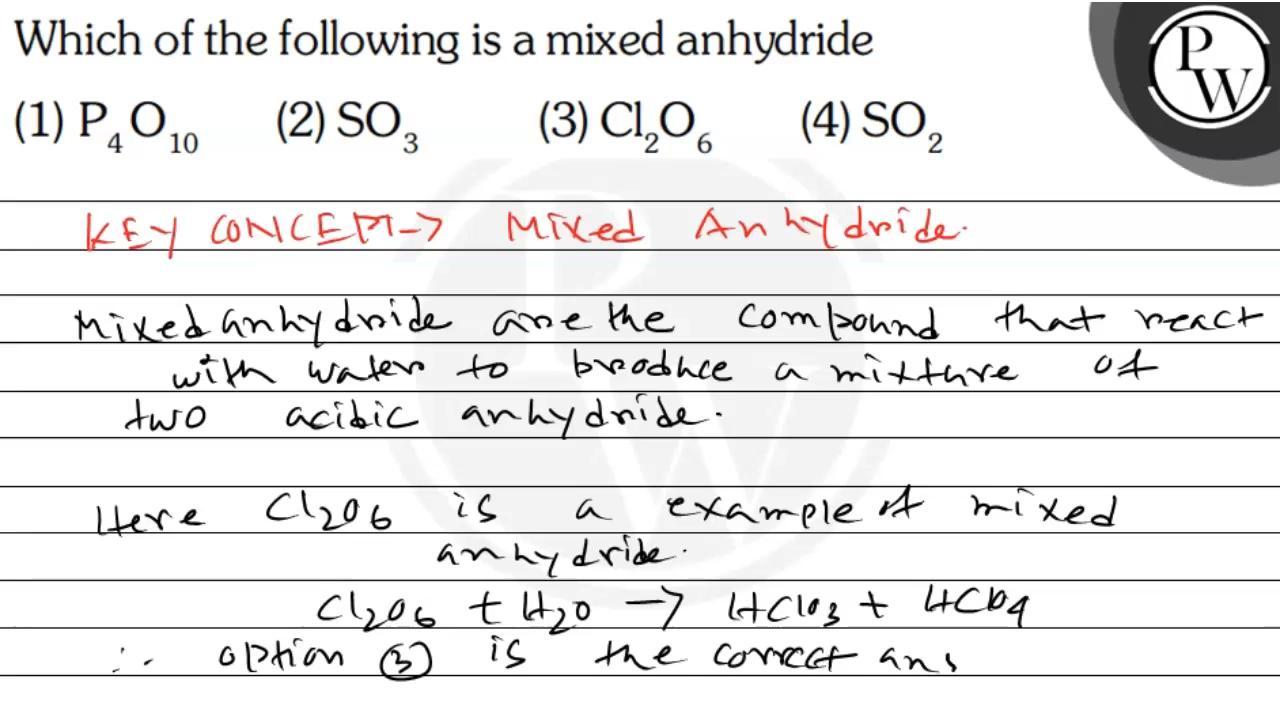 Which of the following is a mixed anhydride
(1) P₄O₁₀ (2) SO₃ (3) Cl₂O₆ (4) SO₂
P
W
KEY CONCEPT→ Mixed Anhydride.
Mixed anhydride are the compound that react
with water to produce a mixture of
two acidic anhydride.
Here Cl₂O₆ is a example of mixed
anhydride.
Cl₂O₆ + H₂O → HClO₃ + HClO₄
∴ option ③ is the correct ans